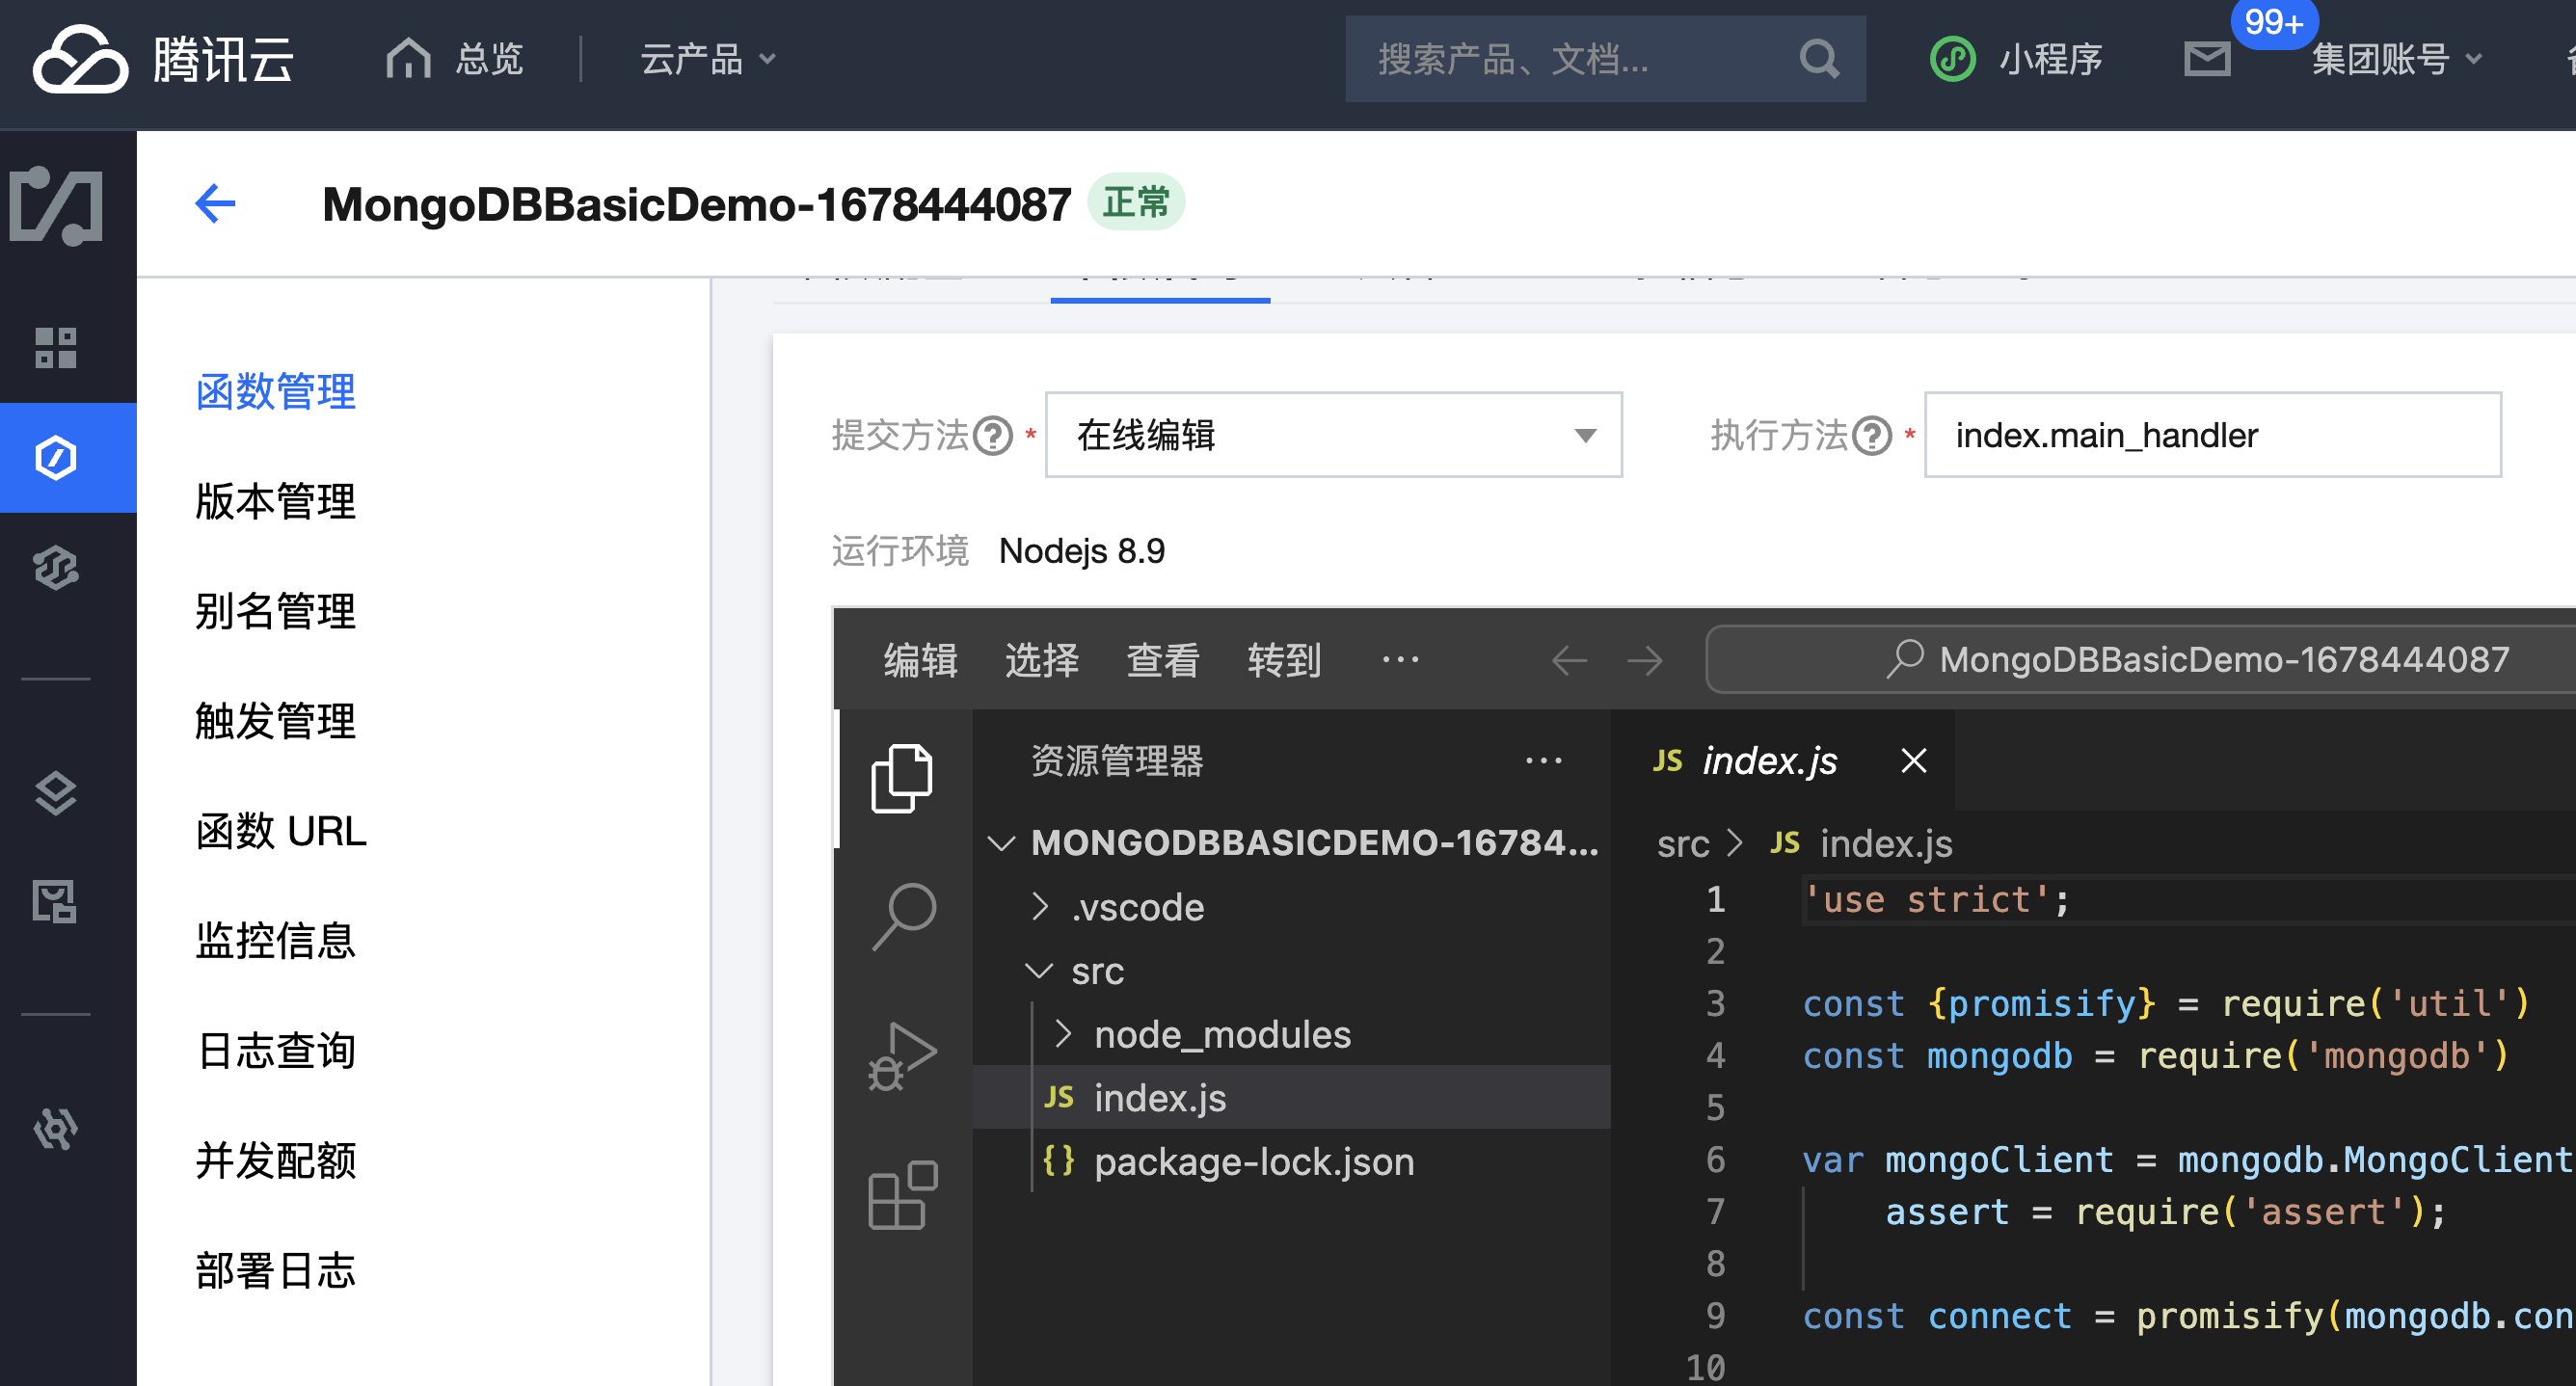 腾讯云 总览 云产品 搜索产品、文档... 小程序 99+ 集团账号
MongoDBBasicDemo-1678444087 正常
函数管理
版本管理
别名管理
触发管理
函数 URL
监控信息
日志查询
并发配额
部署日志
提交方法 * 在线编辑 执行方法 * index.main_handler
运行环境 Nodejs 8.9
编辑 选择 查看 转到 ··· MongoDBBasicDemo-1678444087
资源管理器 ···
MONGODBBASICDEMO-16784...
.vscode
src
node_modules
JS index.js
{} package-lock.json
JS index.js
src > JS index.js
1 'use strict';
2
3 const {promisify} = require('util')
4 const mongodb = require('mongodb')
5
6 var mongoClient = mongodb.MongoClient
7 assert = require('assert');
8
9 const connect = promisify(mongodb.con
10